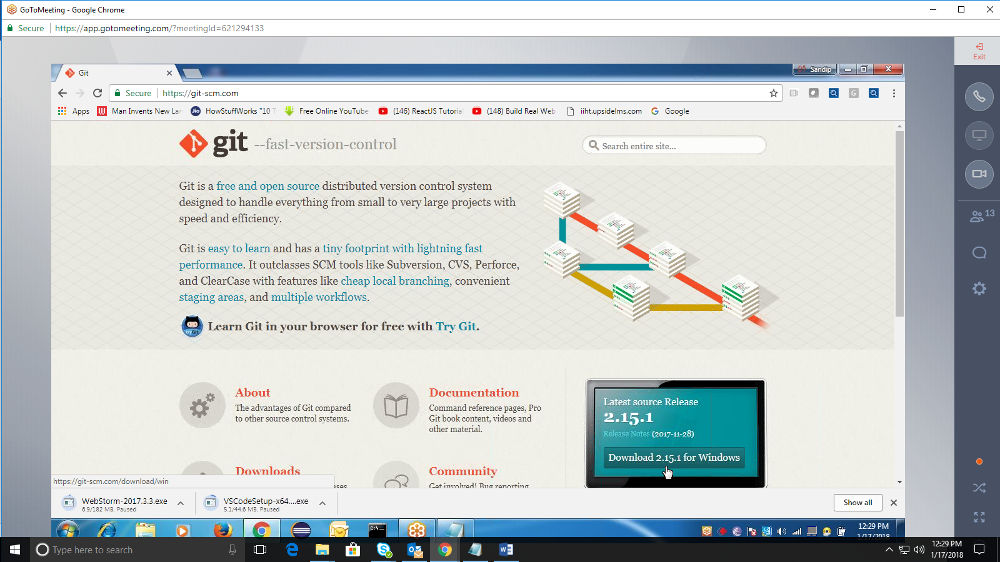 GoToMeeting - Google Chrome
Secure https://app.gotomeeting.com/?meetingId=621294133
Exit
Git
Sandip
Secure https://git-scm.com
Apps Man Invents New Lan HowStuffWorks "10 T Free Online YouTube (146) ReactJS Tutoria (148) Build Real Web iiht.upsidelms.com Google
git --fast-version-control
Search entire site...
Git is a free and open source distributed version control system
designed to handle everything from small to very large projects with
speed and efficiency.
Git is easy to learn and has a tiny footprint with lightning fast
performance. It outclasses SCM tools like Subversion, CVS, Perforce,
and ClearCase with features like cheap local branching, convenient
staging areas, and multiple workflows.
Learn Git in your browser for free with Try Git.
13
About
The advantages of Git compared
to other source control systems.
Documentation
Command reference pages, Pro
Git book content, videos and
other material.
Latest source Release
2.15.1
Release Notes (2017-11-28)
Download 2.15.1 for Windows
Downloads
Community
Get involved! Bug reporting,
https://git-scm.com/download/win
WebStorm-2017.3.3.exe
6.9/182 MB, Paused
VSCodeSetup-x64....exe
5.1/44.6 MB, Paused
Show all
12:29 PM
1/17/2018
Type here to search
12:29 PM
1/17/2018